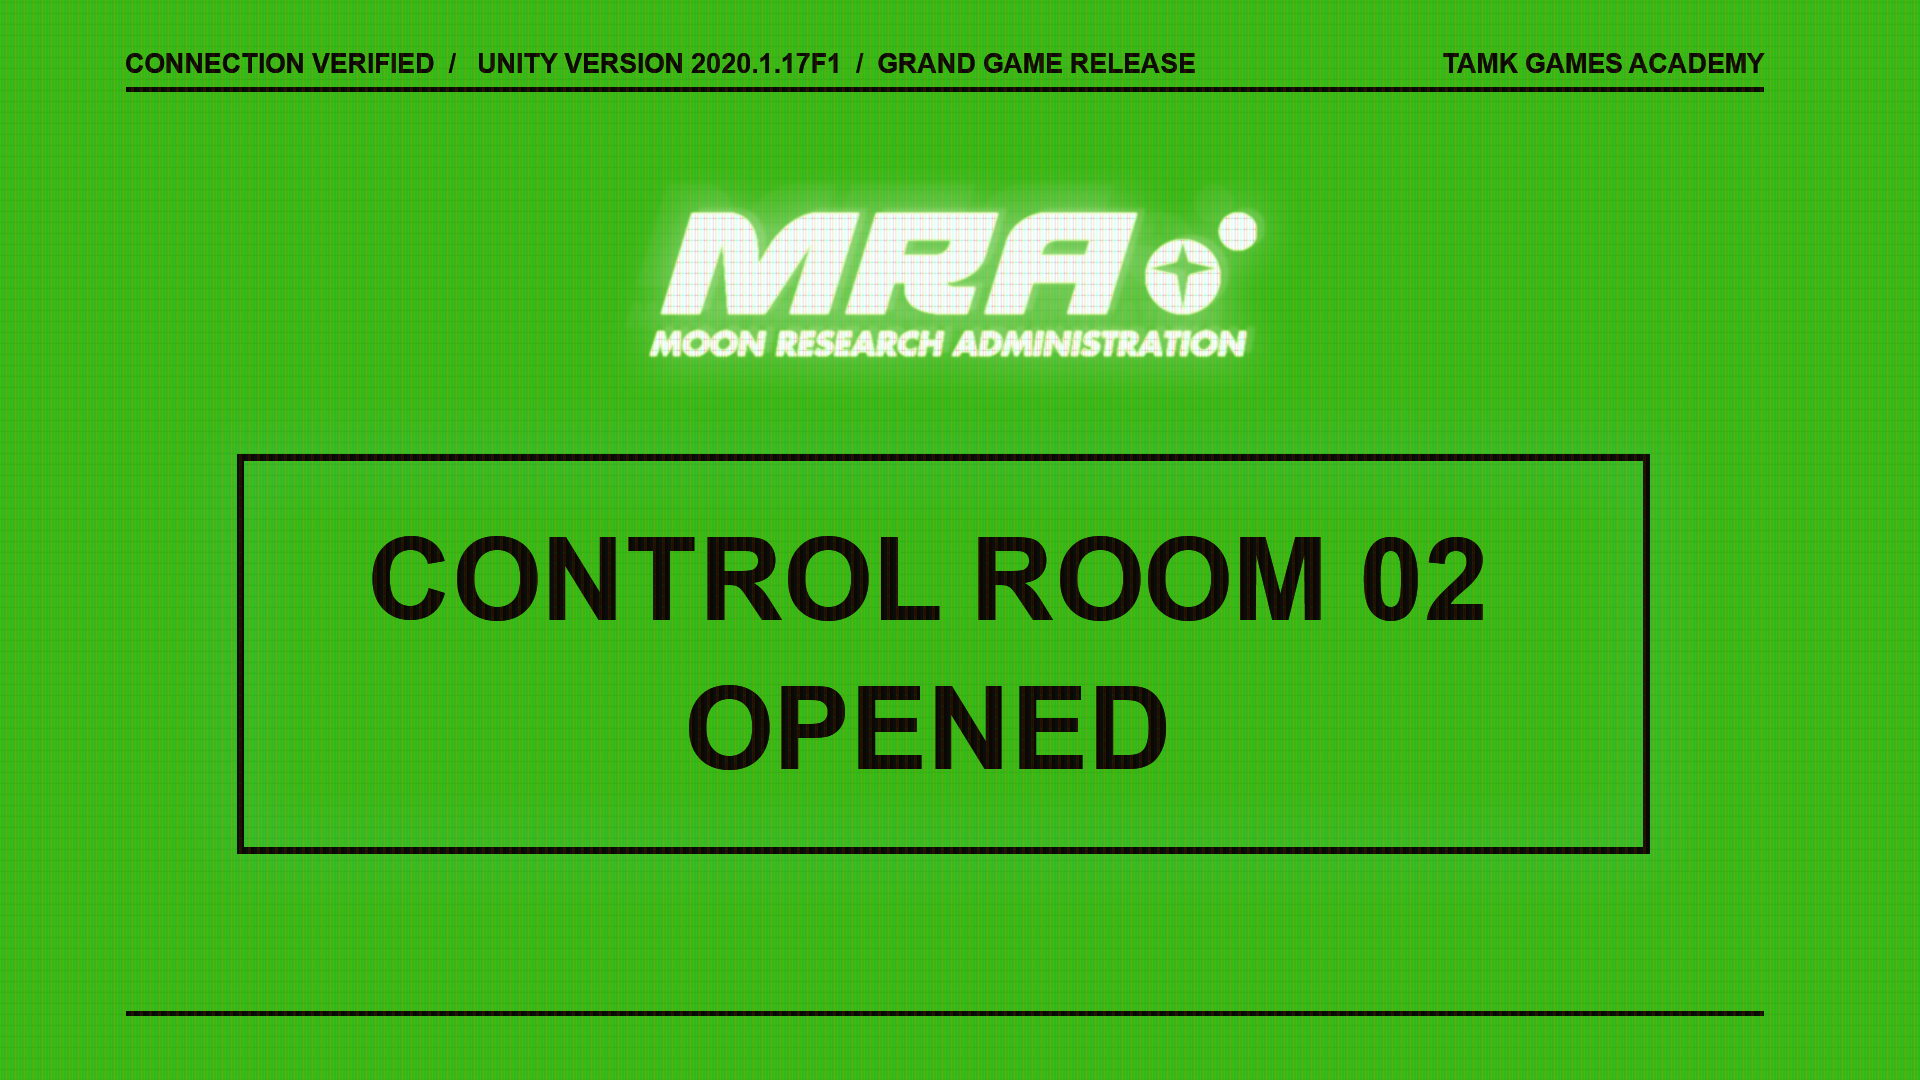 CONNECTION VERIFIED / UNITY VERSION 2020.1.17F1 / GRAND GAME RELEASE TAMK GAMES ACADEMY
MRA
MOON RESEARCH ADMINISTRATION
CONTROL ROOM 02
OPENED